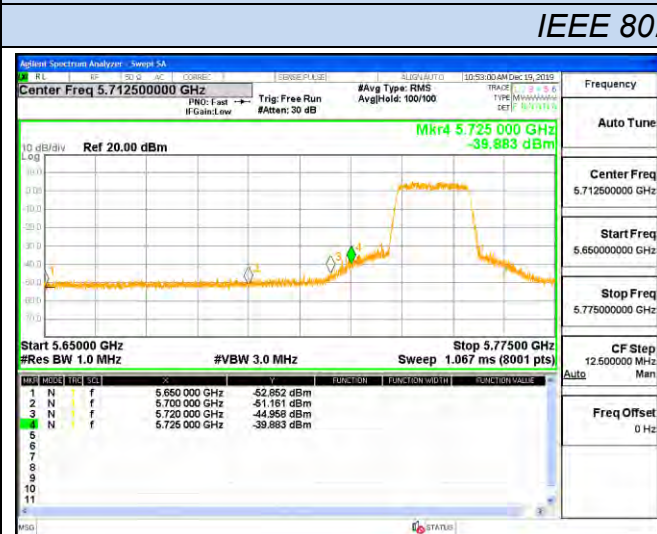 IEEE 80
Agilent Spectrum Analyzer - Swept SA
RL RF 50 Ω AC CORREC SENSE:PULSE ALIGN AUTO 10:53:00 AM Dec 19, 2019
Center Freq 5.712500000 GHz
#Avg Type: RMS
TRACE
PNO: Fast
Trig: Free Run
Avg|Hold: 100/100
TYPE
IFGain:Low
#Atten: 30 dB
DET
Mkr4 5.725 000 GHz
-39.883 dBm
10 dB/div Ref 20.00 dBm
Log
1
2
3
4
Start 5.65000 GHz
Stop 5.77500 GHz
#Res BW 1.0 MHz
#VBW 3.0 MHz
Sweep 1.067 ms (8001 pts)
MKR MODE TRC SCL X Y FUNCTION FUNCTION WIDTH FUNCTION VALUE
1 N f 5.650 000 GHz -52.852 dBm
2 N f 5.700 000 GHz -51.161 dBm
3 N f 5.720 000 GHz -44.958 dBm
4 N f 5.725 000 GHz -39.883 dBm
5
6
7
8
9
10
11
MSG STATUS
Frequency
Auto Tune
Center Freq
5.712500000 GHz
Start Freq
5.650000000 GHz
Stop Freq
5.775000000 GHz
CF Step
12.500000 MHz
Auto Man
Freq Offset
0 Hz